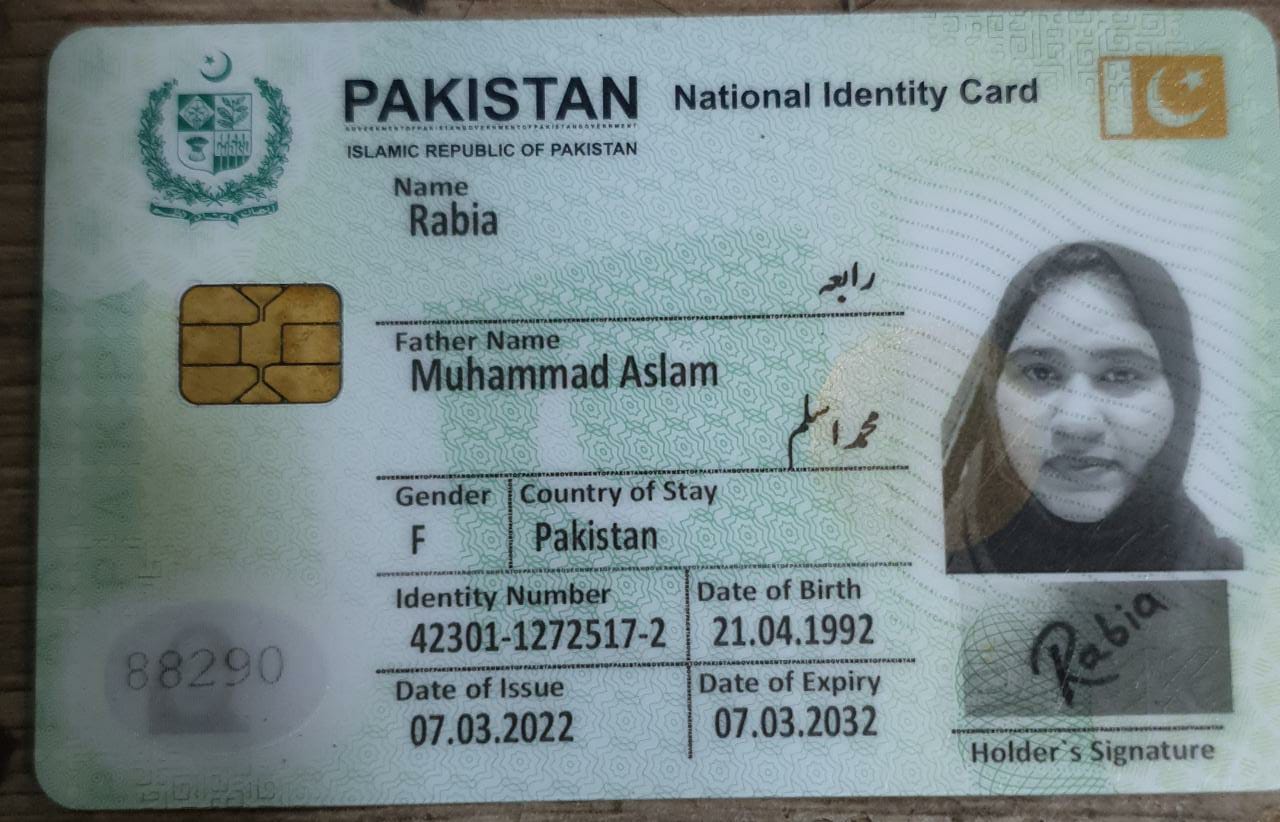 PAKISTAN National Identity Card
ISLAMIC REPUBLIC OF PAKISTAN
Name
Rabia
رابعہ
Father Name
Muhammad Aslam
محمد اسلم
Gender Country of Stay
F Pakistan
Identity Number Date of Birth
42301-1272517-2 21.04.1992
Date of Issue Date of Expiry
07.03.2022 07.03.2032
88290
Rabia
Holder`s Signature